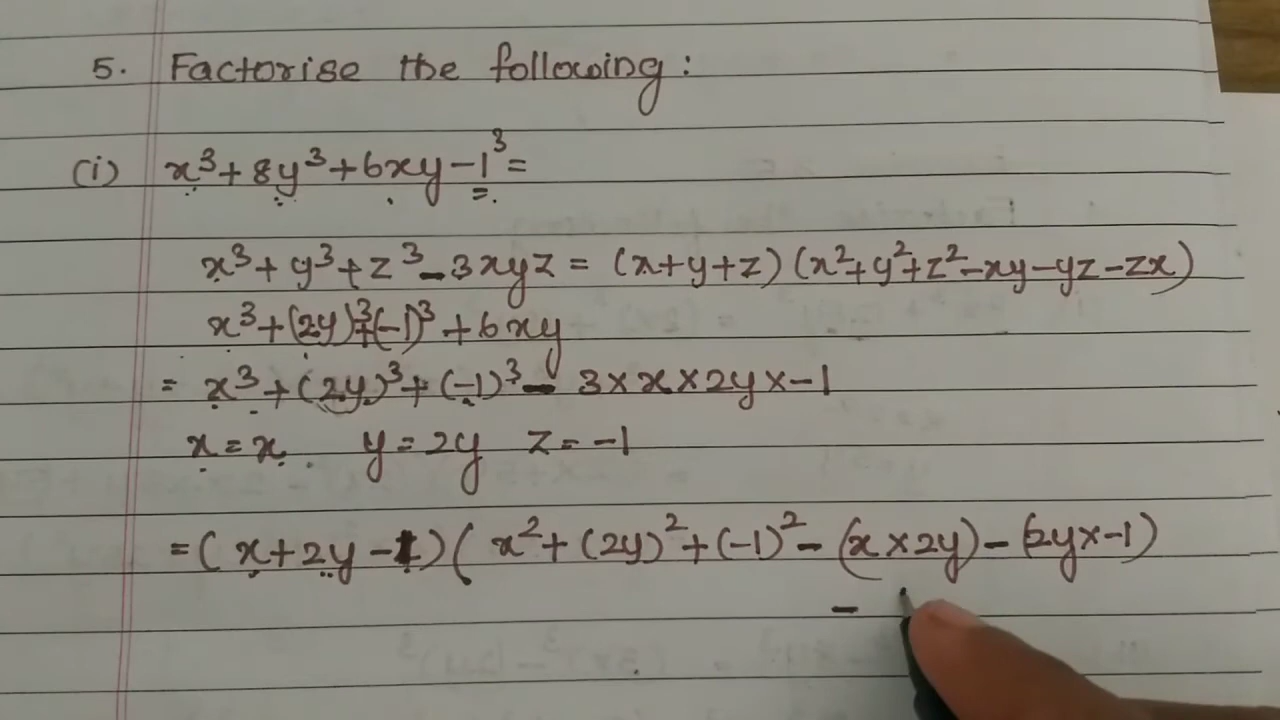 5. Factorise the following :
(i) x³ + 8y³ + 6xy - 1³ =
x³ + y³ + z³ - 3xyz = (x+y+z) (x²+y²+z²-xy-yz-zx)
x³ + (2y)³+(-1)³ + 6xy
= x³ + (2y)³ + (-1)³ - 3×x×2y×-1
x = x. y = 2y z = -1
= (x+2y-1) (x² + (2y)² + (-1)² - (x×2y) - (2y×-1)
-